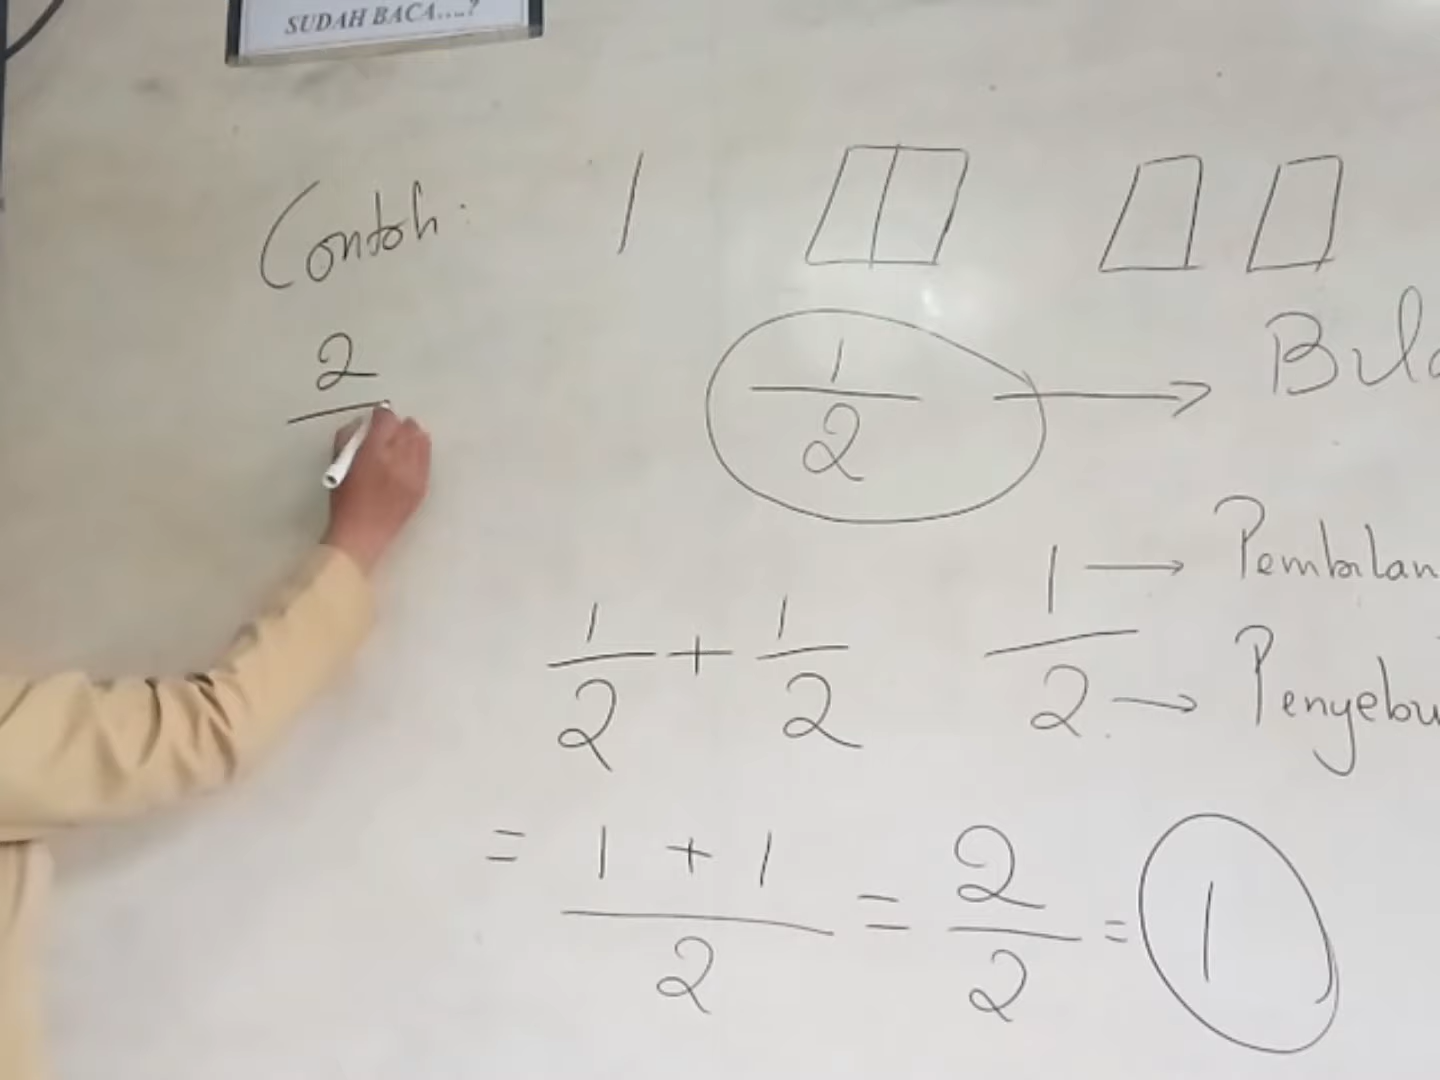 SUDAH BACA....?
Contoh: 1
2
1/2 → Bila
1 → Pembilan
2 → Penyebu
1/2 + 1/2
= (1 + 1)/2 = 2/2 = 1